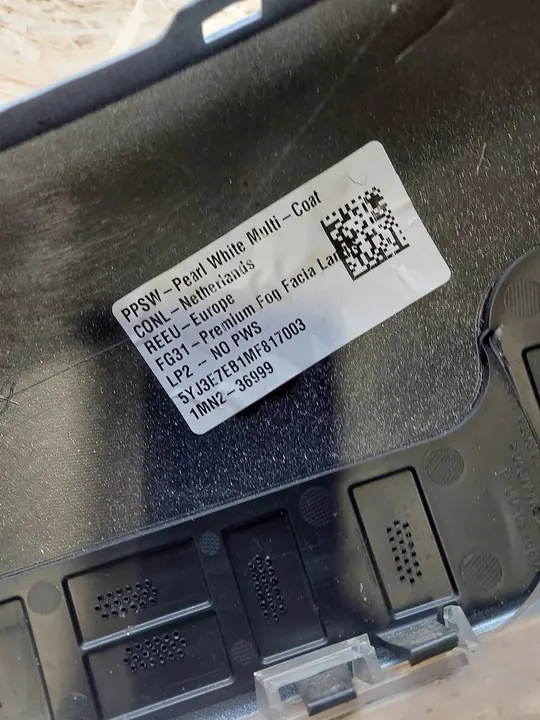 PPSW – Pearl White Multi – Coat
CONL – Netherlands
REEU – Europe
FG31 – Premium Fog Facia Lar
LP2 – NO PWS
5YJ3E7EB1MF817003
1MN2 – 36999